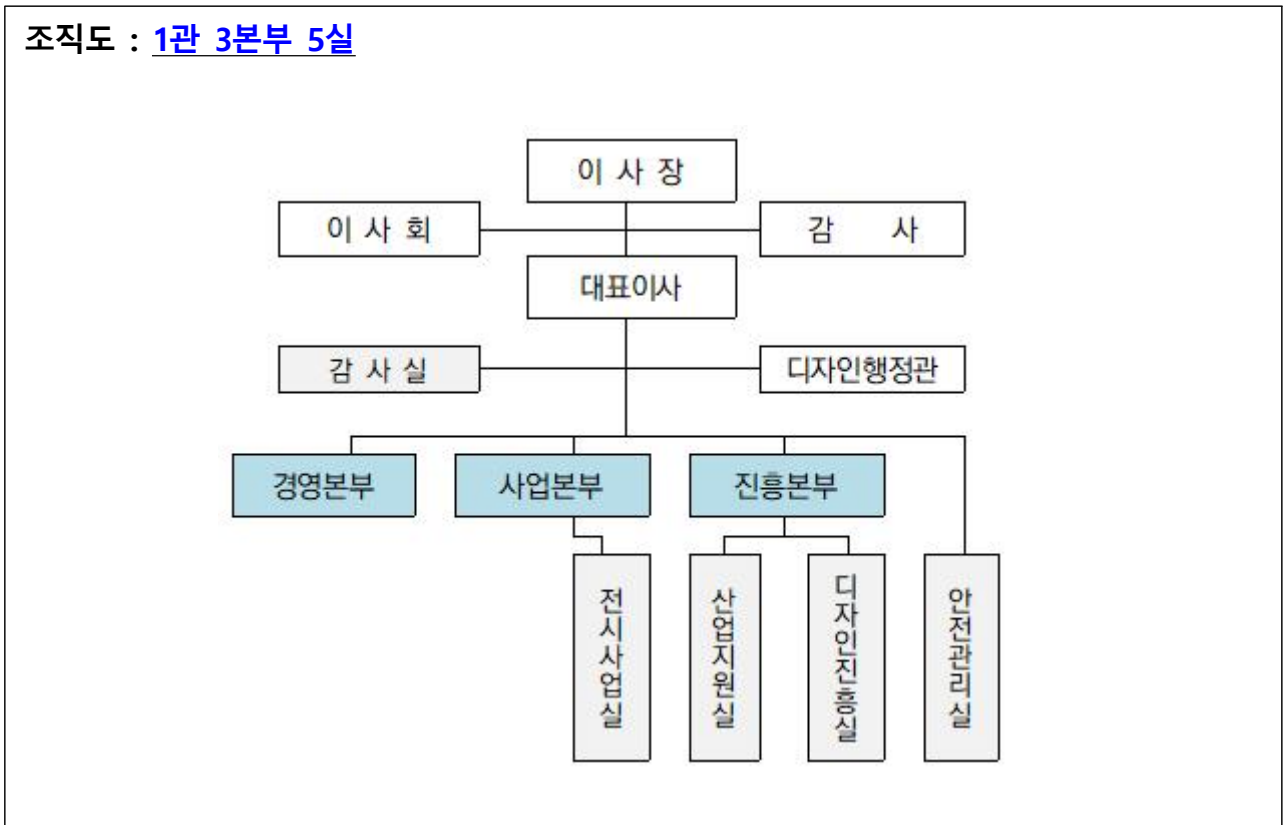 조직도 : 1관 3본부 5실
이 사 장
이 사 회
감 사
대표이사
감 사 실
디자인행정관
경영본부
사업본부
진흥본부
전시사업실
산업지원실
디자인진흥실
안전관리실